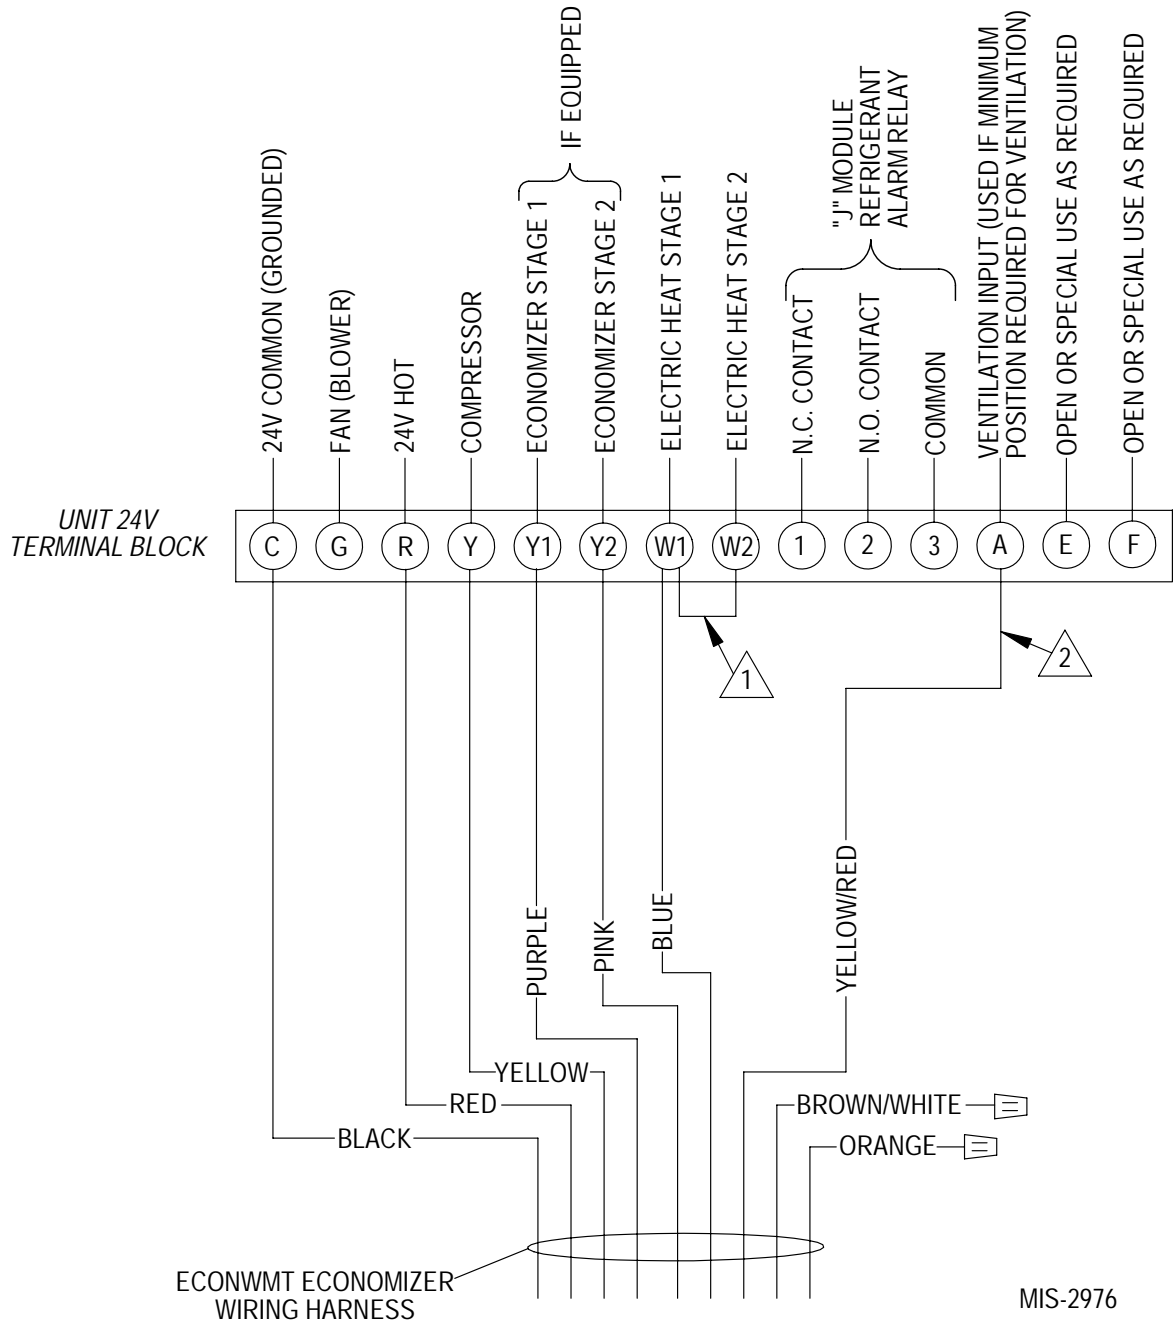 24V COMMON (GROUNDED)
FAN (BLOWER)
24V HOT
COMPRESSOR
IF EQUIPPED
ECONOMIZER STAGE 1
ECONOMIZER STAGE 2
ELECTRIC HEAT STAGE 1
ELECTRIC HEAT STAGE 2
"J" MODULE
REFRIGERANT
ALARM RELAY
N.C. CONTACT
N.O. CONTACT
COMMON
VENTILATION INPUT (USED IF MINIMUM
POSITION REQUIRED FOR VENTILATION)
OPEN OR SPECIAL USE AS REQUIRED
OPEN OR SPECIAL USE AS REQUIRED
UNIT 24V
TERMINAL BLOCK
C G R Y Y1 Y2 W1 W2 1 2 3 A E F
1
2
PURPLE
PINK
BLUE
YELLOW/RED
YELLOW
RED
BLACK
BROWN/WHITE
ORANGE
ECONWMT ECONOMIZER
WIRING HARNESS
MIS-2976